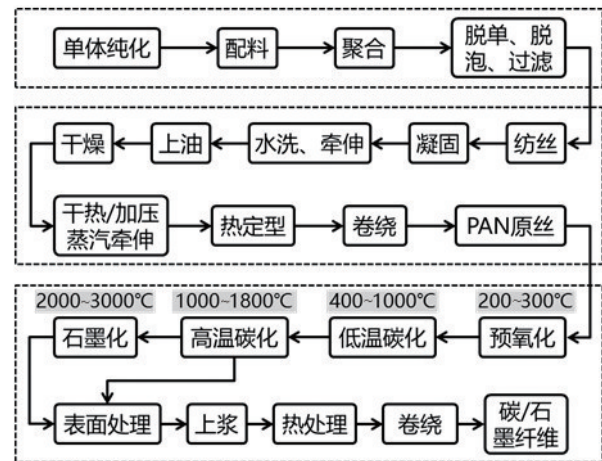 单体纯化
配料
聚合
脱单、脱
泡、过滤
纺丝
凝固
水洗、牵伸
上油
干燥
干热/加压
蒸汽牵伸
热定型
卷绕
PAN原丝
200~300℃
预氧化
400~1000℃
低温碳化
1000~1800℃
高温碳化
2000~3000℃
石墨化
表面处理
上浆
热处理
卷绕
碳/石
墨纤维